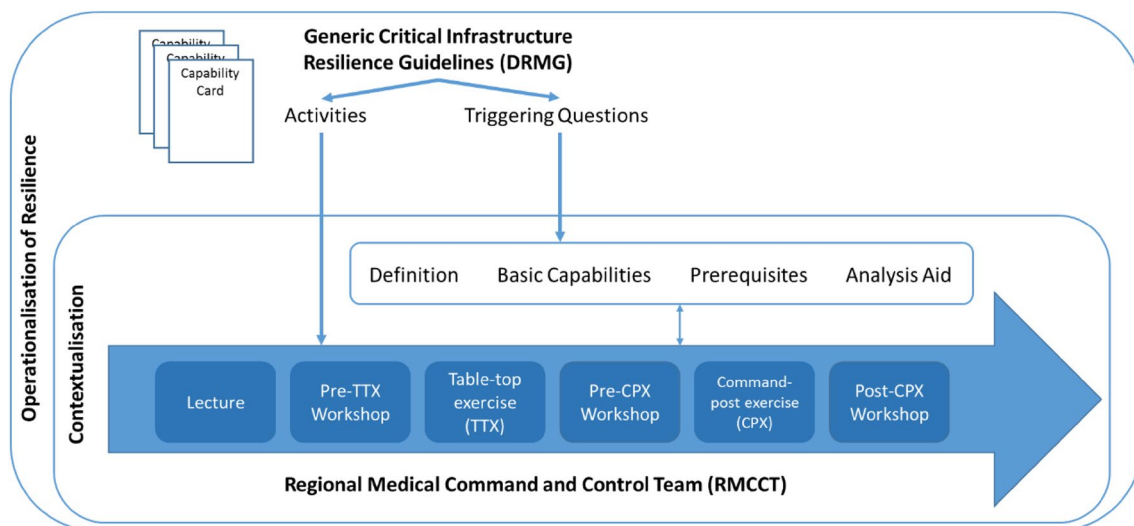 Capability
Capability
Capability
Card
Generic Critical Infrastructure
Resilience Guidelines (DRMG)
Activities
Triggering Questions
Operationalisation of Resilience
Contextualisation
Definition
Basic Capabilities
Prerequisites
Analysis Aid
Lecture
Pre-TTX
Workshop
Table-top
exercise
(TTX)
Pre-CPX
Workshop
Command-
post exercise
(CPX)
Post-CPX
Workshop
Regional Medical Command and Control Team (RMCCT)